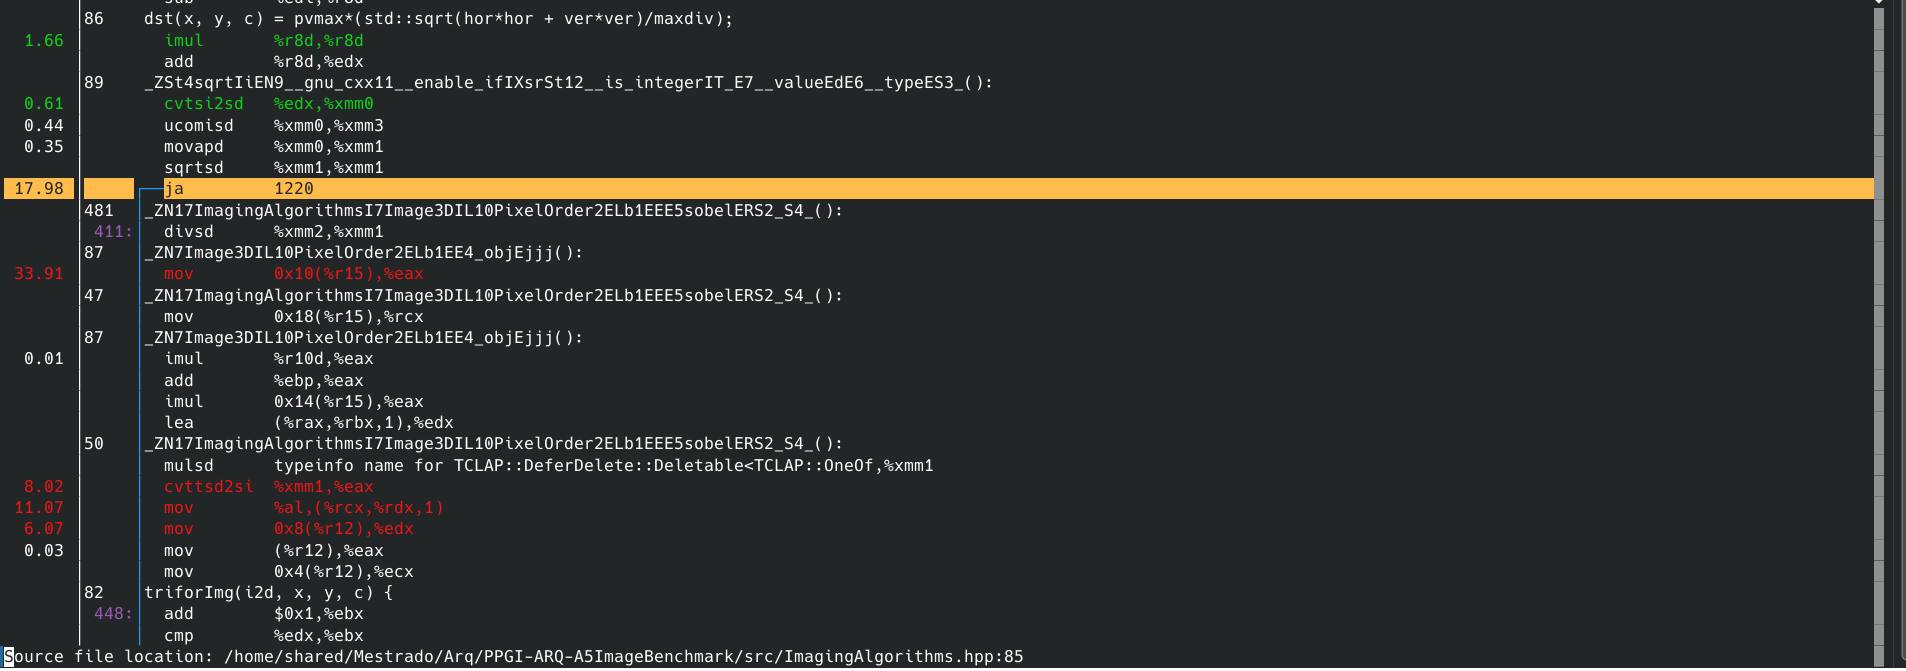 86 dst(x, y, c) = pvmax*(std::sqrt(hor*hor + ver*ver)/maxdiv);
1.66 imul %r8d,%r8d
add %r8d,%edx
89 _ZSt4sqrtIiEN9__gnu_cxx11__enable_ifIXsrSt12__is_integerIT_E7__valueEdE6__typeES3_():
0.61 cvtsi2sd %edx,%xmm0
0.44 ucomisd %xmm0,%xmm3
0.35 movapd %xmm0,%xmm1
sqrtsd %xmm1,%xmm1
17.98 ja 1220
481 _ZN17ImagingAlgorithmsI7Image3DIL10PixelOrder2ELb1EEE5sobelERS2_S4_():
411: divsd %xmm2,%xmm1
87 _ZN7Image3DIL10PixelOrder2ELb1EE4_objEjjj():
33.91 mov 0x10(%r15),%eax
47 _ZN17ImagingAlgorithmsI7Image3DIL10PixelOrder2ELb1EEE5sobelERS2_S4_():
mov 0x18(%r15),%rcx
87 _ZN7Image3DIL10PixelOrder2ELb1EE4_objEjjj():
0.01 imul %r10d,%eax
add %ebp,%eax
imul 0x14(%r15),%eax
lea (%rax,%rbx,1),%edx
50 _ZN17ImagingAlgorithmsI7Image3DIL10PixelOrder2ELb1EEE5sobelERS2_S4_():
mulsd typeinfo name for TCLAP::DeferDelete::Deletable<TCLAP::OneOf,%xmm1
8.02 cvttsd2si %xmm1,%eax
11.07 mov %al,(%rcx,%rdx,1)
6.07 mov 0x8(%r12),%edx
0.03 mov (%r12),%eax
mov 0x4(%r12),%ecx
82 triforImg(i2d, x, y, c) {
448: add $0x1,%ebx
cmp %edx,%ebx
Source file location: /home/shared/Mestrado/Arq/PPGI-ARQ-A5ImageBenchmark/src/ImagingAlgorithms.hpp:85